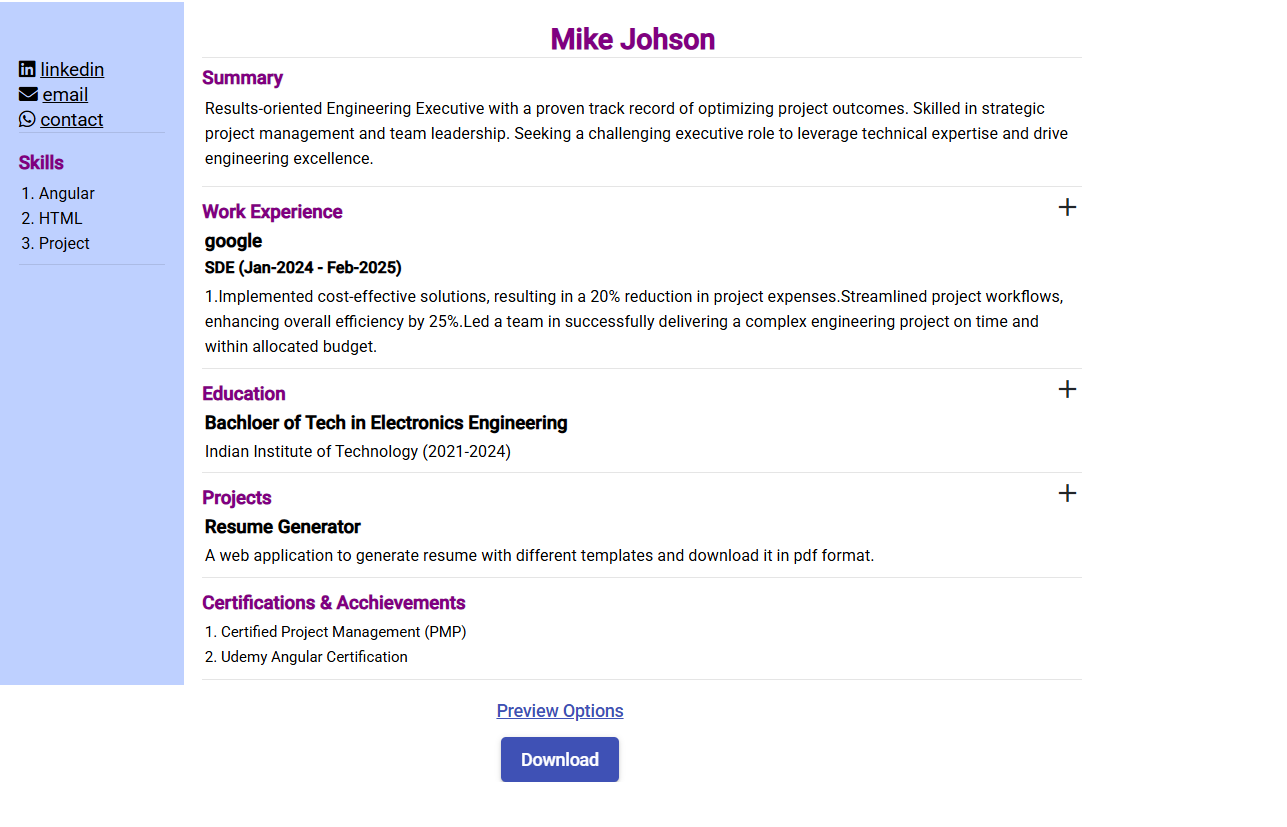 linkedin
email
contact
Skills
1. Angular
2. HTML
3. Project
Mike Johson
Summary
Results-oriented Engineering Executive with a proven track record of optimizing project outcomes. Skilled in strategic
project management and team leadership. Seeking a challenging executive role to leverage technical expertise and drive
engineering excellence.
Work Experience
google
SDE (Jan-2024 - Feb-2025)
1.Implemented cost-effective solutions, resulting in a 20% reduction in project expenses.Streamlined project workflows,
enhancing overall efficiency by 25%.Led a team in successfully delivering a complex engineering project on time and
within allocated budget.
Education
Bachloer of Tech in Electronics Engineering
Indian Institute of Technology (2021-2024)
Projects
Resume Generator
A web application to generate resume with different templates and download it in pdf format.
Certifications & Acchievements
1. Certified Project Management (PMP)
2. Udemy Angular Certification
Preview Options
Download